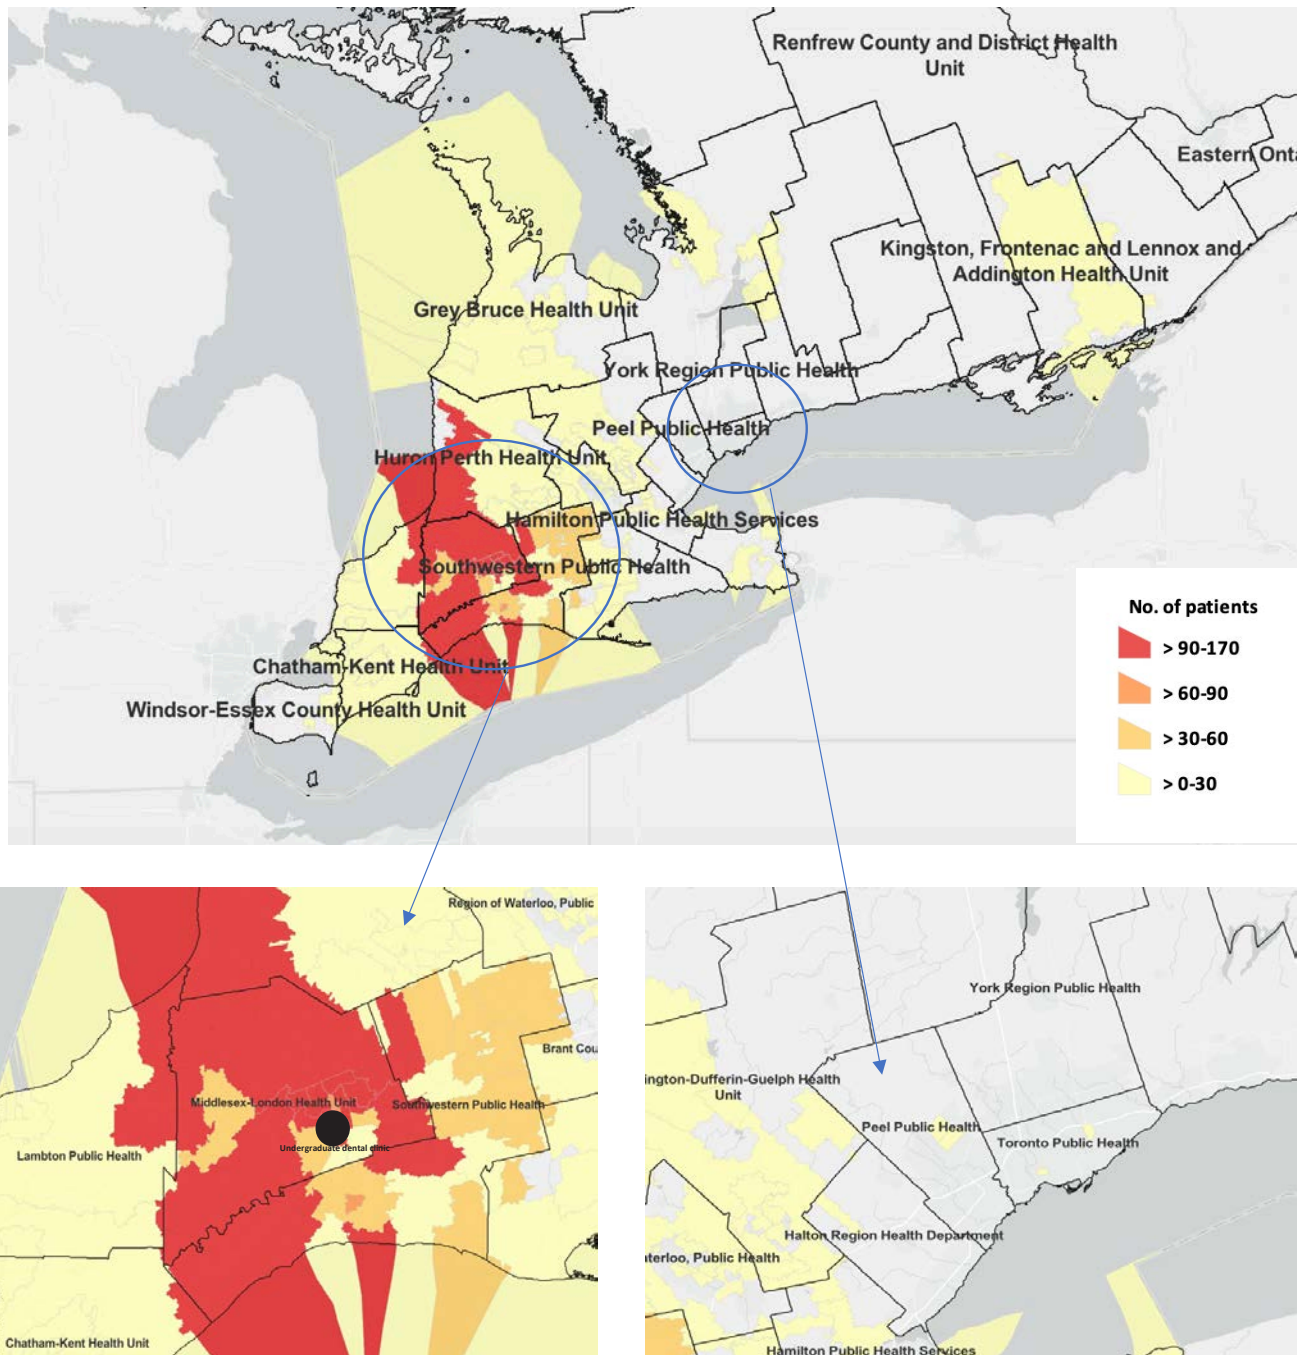 Renfrew County and District Health
Unit
Eastern Onta
Kingston, Frontenac and Lennox and
Addington Health Unit
Grey Bruce Health Unit
York Region Public Health
Peel Public Health
Huron Perth Health Unit
Hamilton Public Health Services
Southwestern Public Health
Chatham-Kent Health Unit
Windsor-Essex County Health Unit
No. of patients
> 90-170
> 60-90
> 30-60
> 0-30
Region of Waterloo, Public
Brant Cou
Middlesex-London Health Unit
Southwestern Public Health
Undergraduate dental clinic
Lambton Public Health
Chatham-Kent Health Unit
York Region Public Health
ington-Dufferin-Guelph Health
Unit
Peel Public Health
Toronto Public Health
Halton Region Health Department
aterloo, Public Health
Hamilton Public Health Services